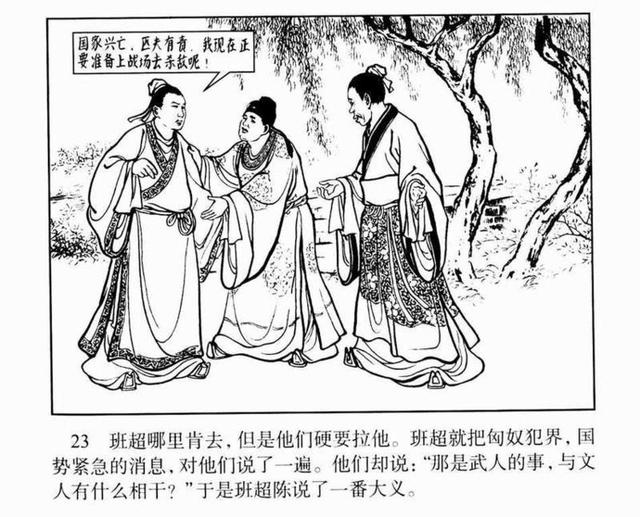 国家兴亡，匹夫有责，我现在正
要准备上战场去杀敌呢！
23 班超哪里肯去，但是他们硬要拉他。班超就把匈奴犯界，国
势紧急的消息，对他们说了一遍。他们却说：“那是武人的事，与文
人有什么相干？”于是班超陈说了一番大义。